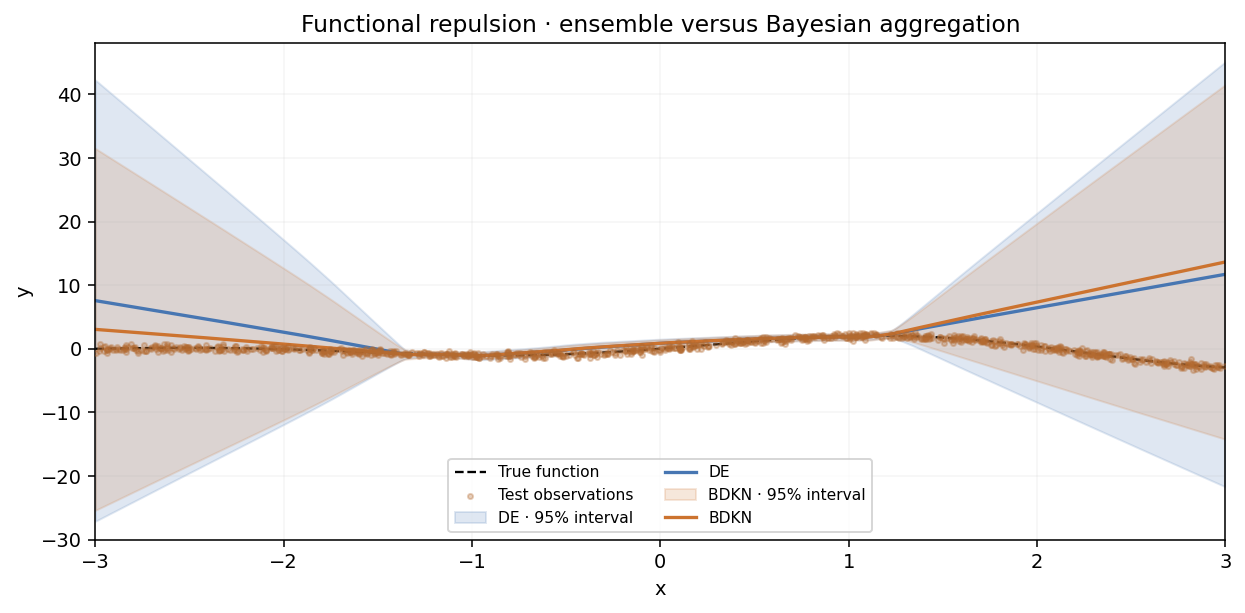 Functional repulsion · ensemble versus Bayesian aggregation
y
40
30
20
10
0
−10
−20
−30
True function
Test observations
DE · 95% interval
DE
BDKN · 95% interval
BDKN
−3
−2
−1
0
1
2
3
x